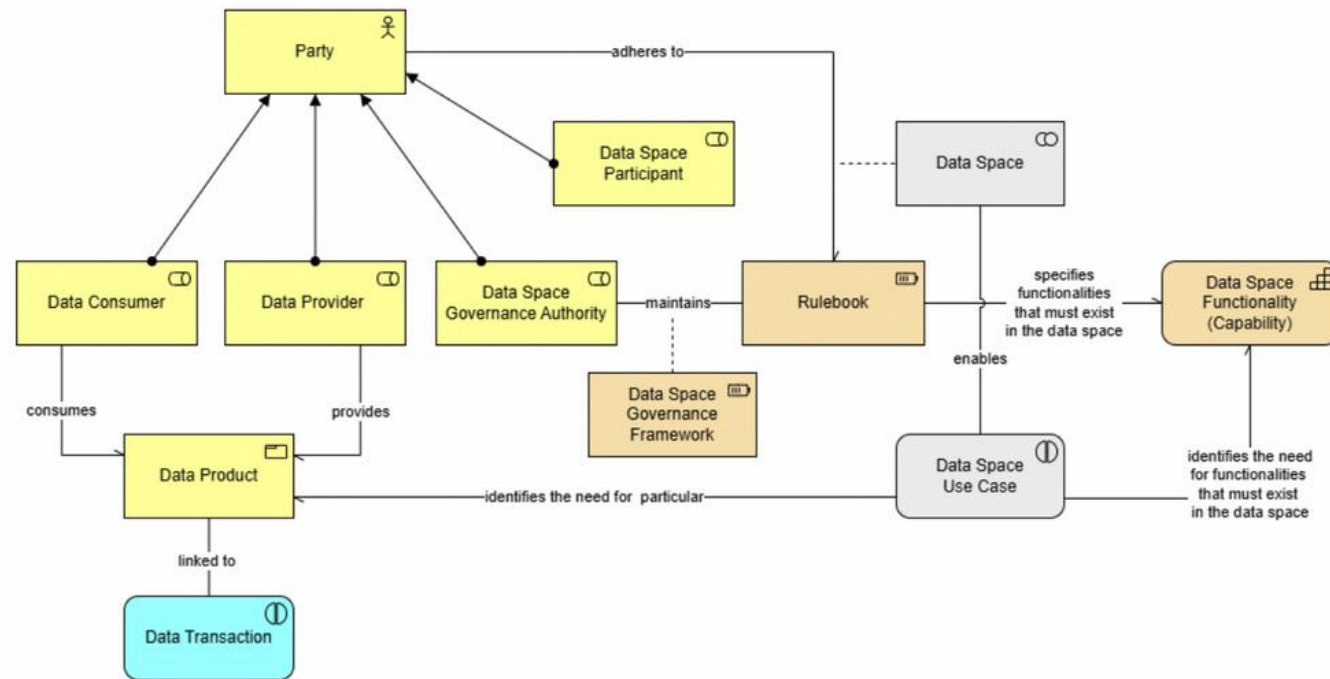 Party
adheres to
Data Space
Participant
Data Space
Data Consumer
Data Provider
Data Space
Governance Authority
maintains
Rulebook
specifies
functionalities
that must exist
in the data space
Data Space
Functionality
(Capability)
enables
Data Space
Governance
Framework
consumes
provides
Data Product
identifies the need for particular
Data Space
Use Case
identifies the need
for functionalities
that must exist
in the data space
linked to
Data Transaction